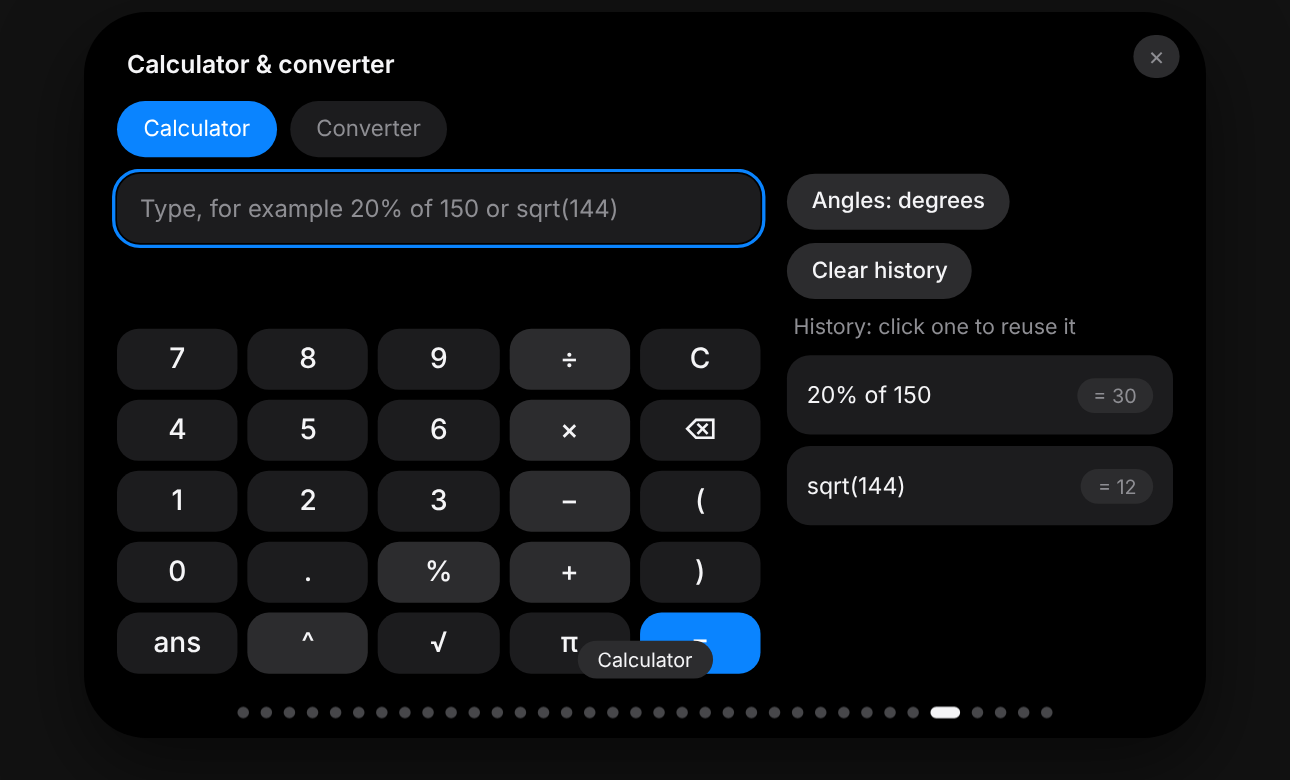 Calculator & converter
×
Calculator Converter
Type, for example 20% of 150 or sqrt(144)
Angles: degrees
Clear history
History: click one to reuse it
20% of 150 = 30
sqrt(144) = 12
7 8 9 ÷ C
4 5 6 × ⌫
1 2 3 − (
0 . % + )
ans ^ √ π
Calculator